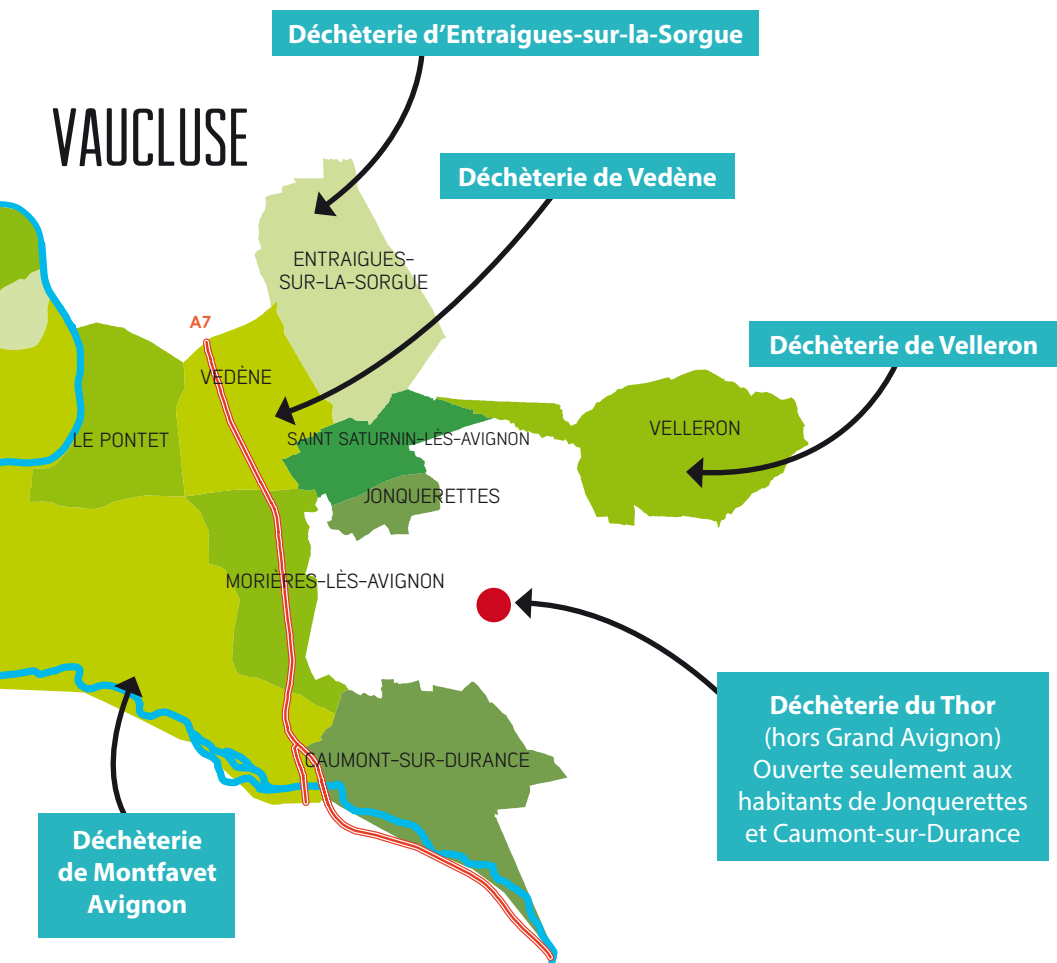 Déchèterie d'Entraigues-sur-la-Sorgue
VAUCLUSE
Déchèterie de Vedène
ENTRAIGUES-
SUR-LA-SORGUE
A7
Déchèterie de Velleron
VEDÈNE
LE PONTET
SAINT SATURNIN-LÈS-AVIGNON
VELLERON
JONQUERETTES
MORIÈRES-LÈS-AVIGNON
Déchèterie du Thor
(hors Grand Avignon)
Ouverte seulement aux
habitants de Jonquerettes
et Caumont-sur-Durance
CAUMONT-SUR-DURANCE
Déchèterie
de Montfavet
Avignon